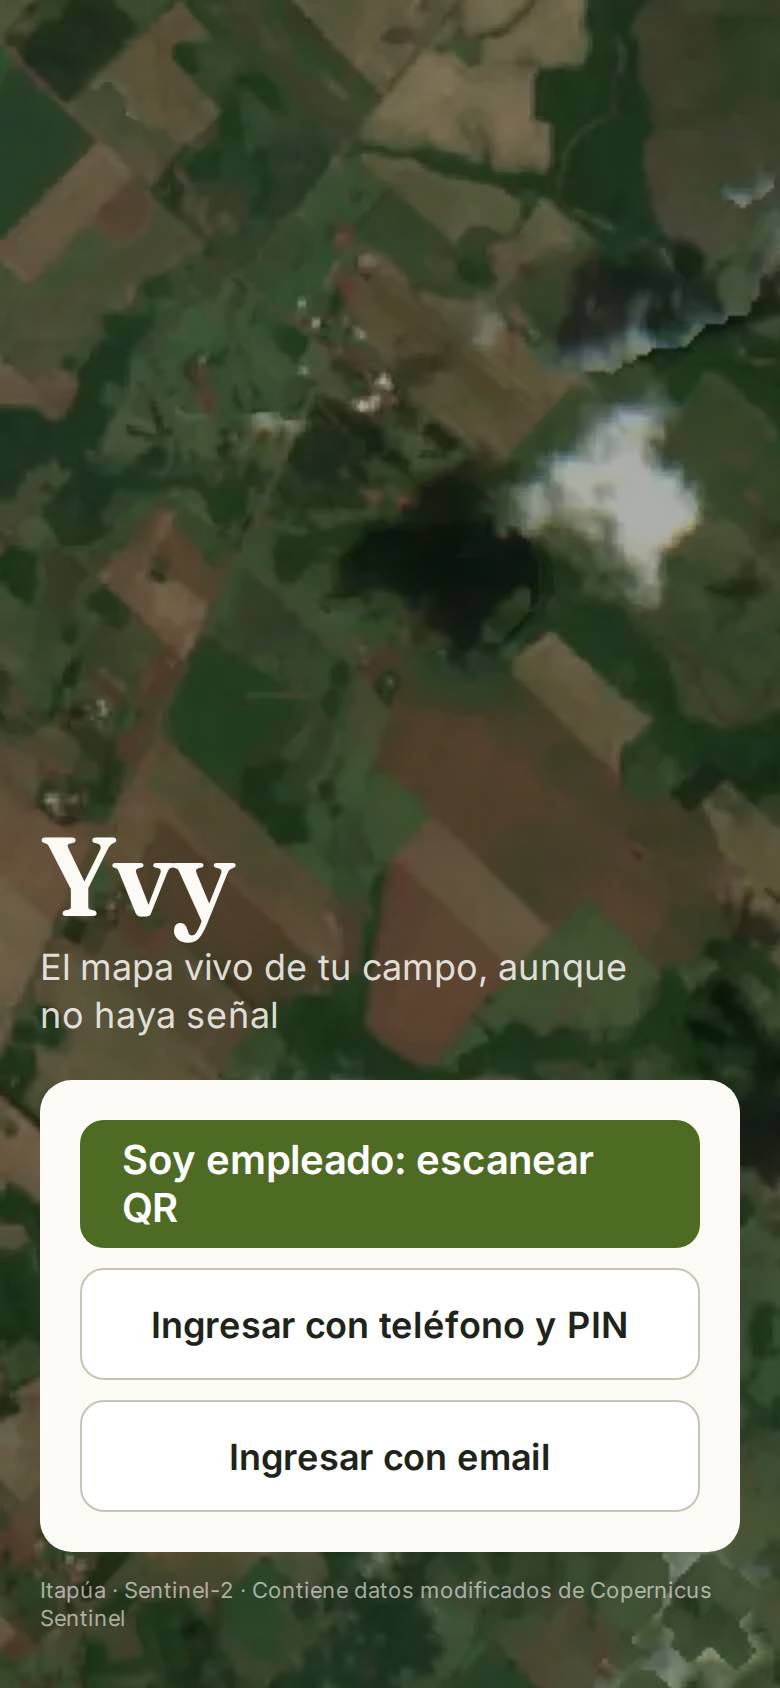 Yvy
El mapa vivo de tu campo, aunque
no haya señal
Soy empleado: escanear
QR
Ingresar con teléfono y PIN
Ingresar con email
Itapúa · Sentinel-2 · Contiene datos modificados de Copernicus
Sentinel